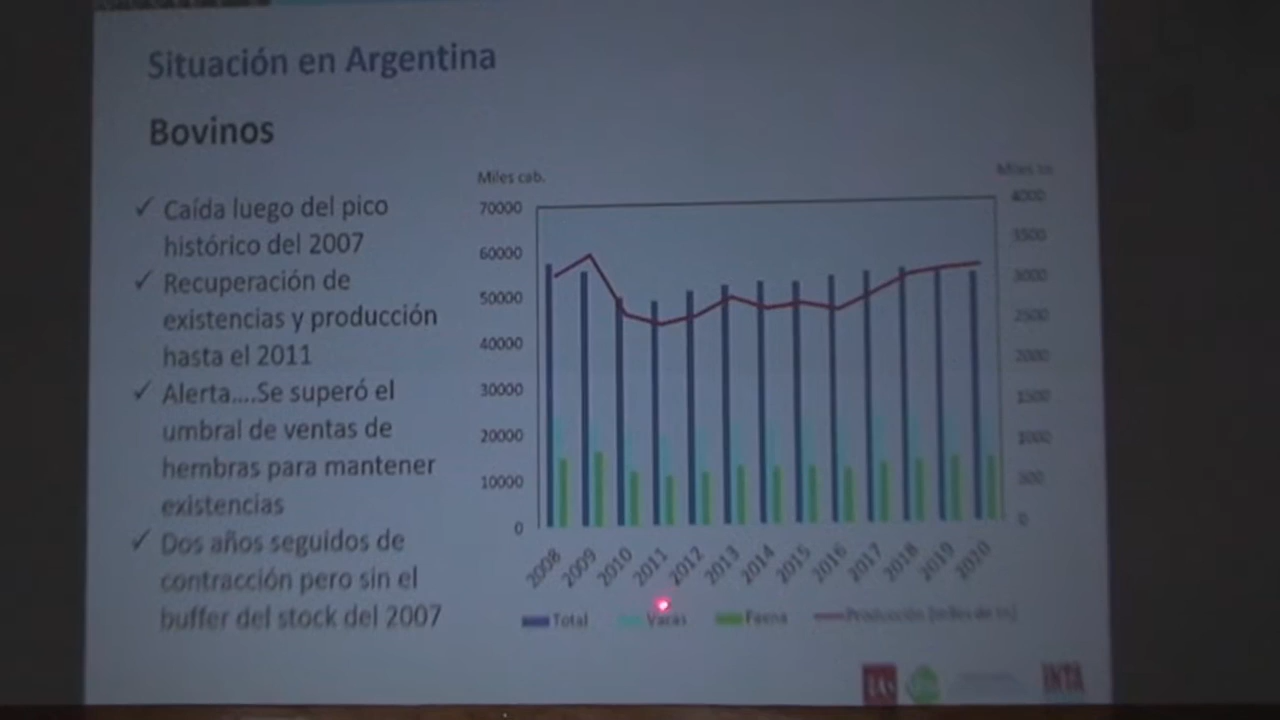 Situación en Argentina
Bovinos
✓ Caída luego del pico
histórico del 2007
✓ Recuperación de
existencias y producción
hasta el 2011
✓ Alerta....Se superó el
umbral de ventas de
hembras para mantener
existencias
✓ Dos años seguidos de
contracción pero sin el
buffer del stock del 2007
Miles cab.
70000
60000
50000
40000
30000
20000
10000
0
4000
3500
3000
2500
2000
1500
1000
500
0
2008 2009 2010 2011 2012 2013 2014 2015 2016 2017 2018 2019 2020
Total Vacas Faena Producción (miles de tn)
INTA